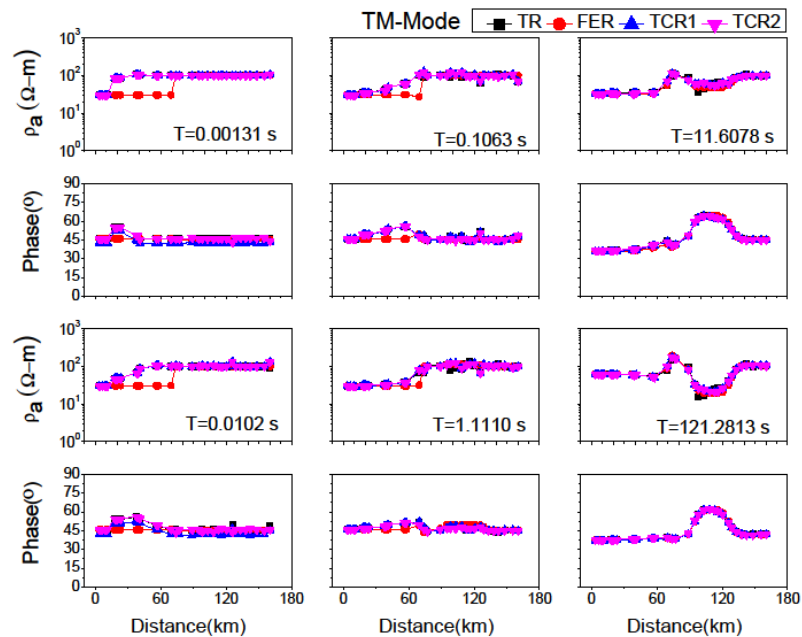 TM-Mode TR FER TCR1 TCR2
10³
10²
10¹
10⁰
ρa (Ω–m)
T=0.00131 s
T=0.1063 s
T=11.6078 s
90
75
60
45
30
15
0
Phase(º)
10³
10²
10¹
10⁰
ρa (Ω–m)
T=0.0102 s
T=1.1110 s
T=121.2813 s
90
75
60
45
30
15
0
Phase(º)
0 60 120 180
0 60 120 180
0 60 120 180
Distance(km)
Distance(km)
Distance(km)